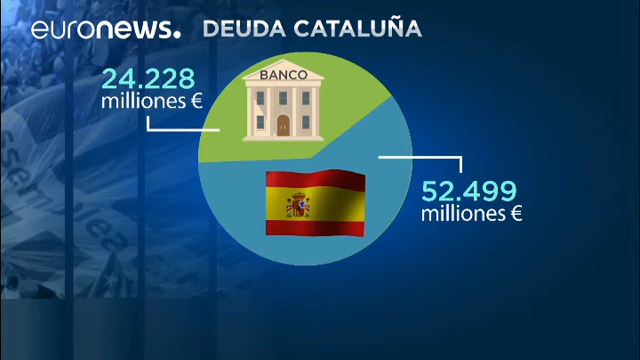 euronews.
DEUDA CATALUÑA
24.228
milliones €
BANCO
52.499
milliones €